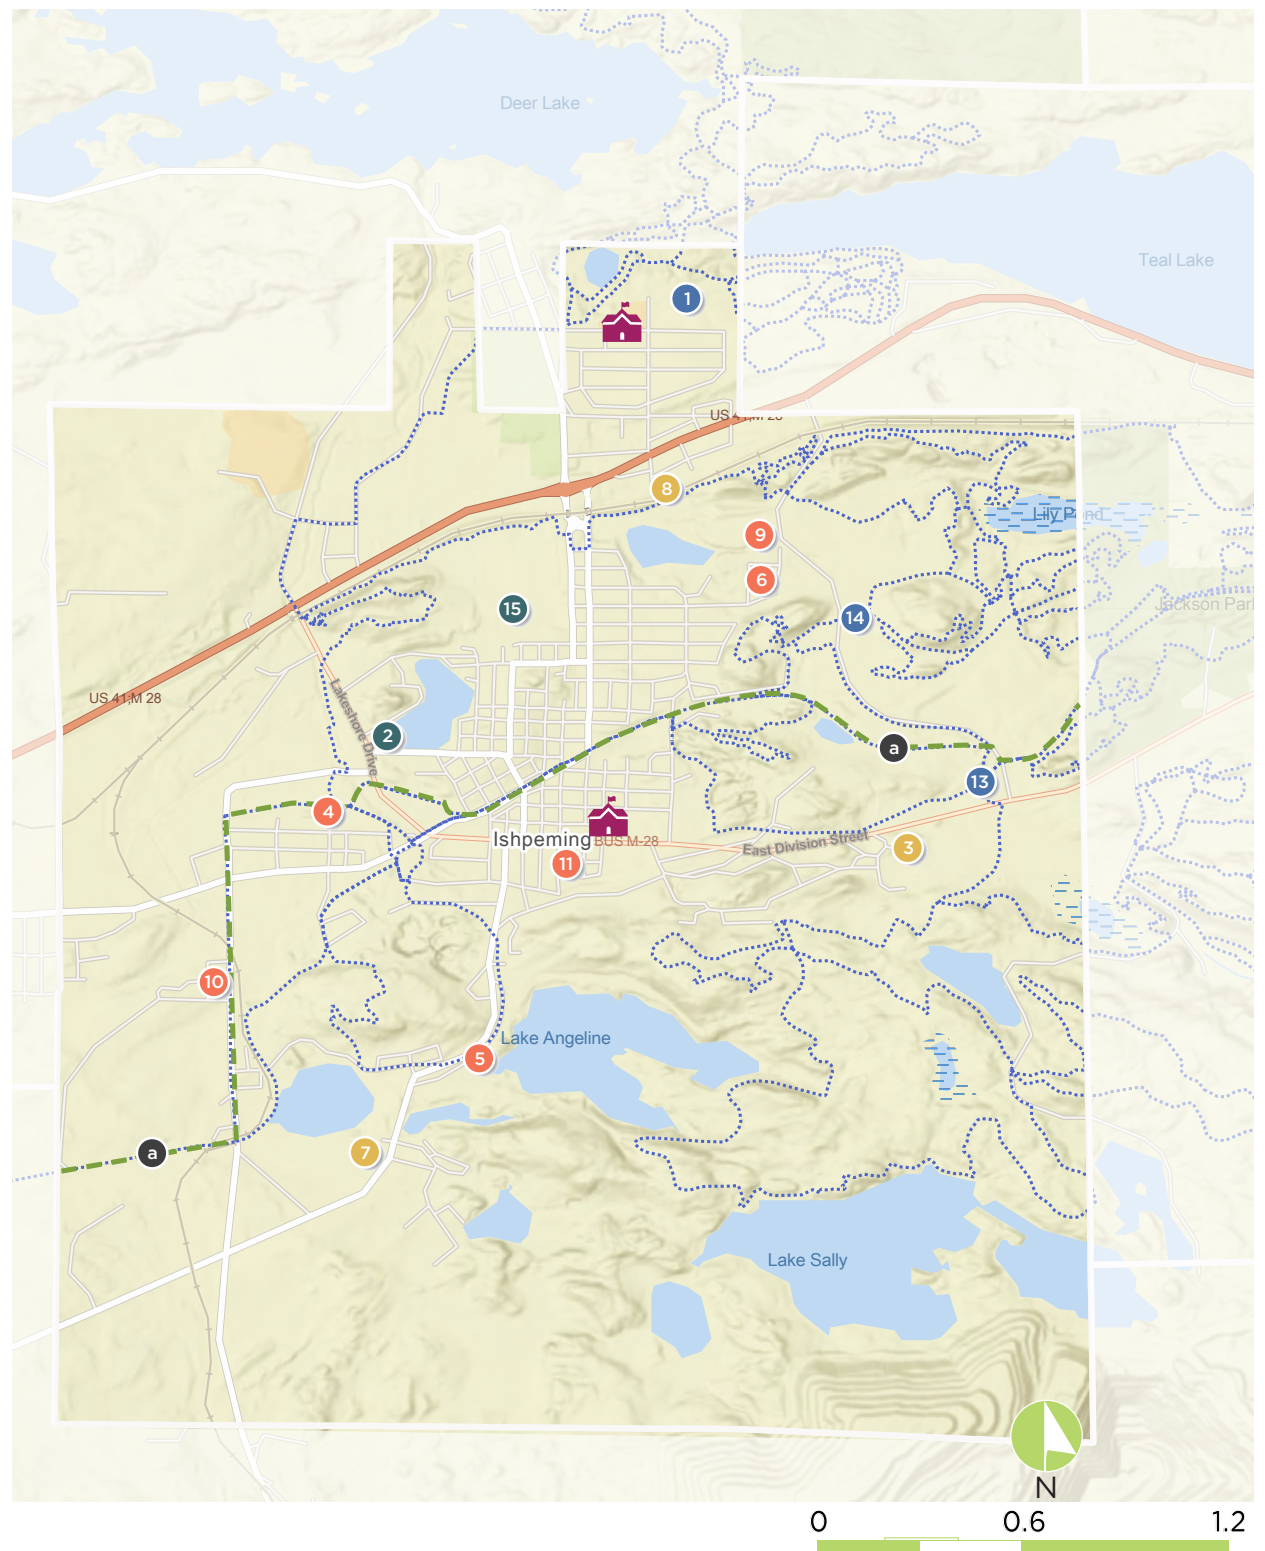 Deer Lake
Teal Lake
1
US 41;M 28
8
Lily Pond
9
6
15
14
Jackson Park
US 41;M 28
Lakeshore Drive
2
a
13
4
Ishpeming
BUS M-28
East Division Street
3
11
10
Lake Angeline
5
a
7
Lake Sally
N
0 0.6 1.2